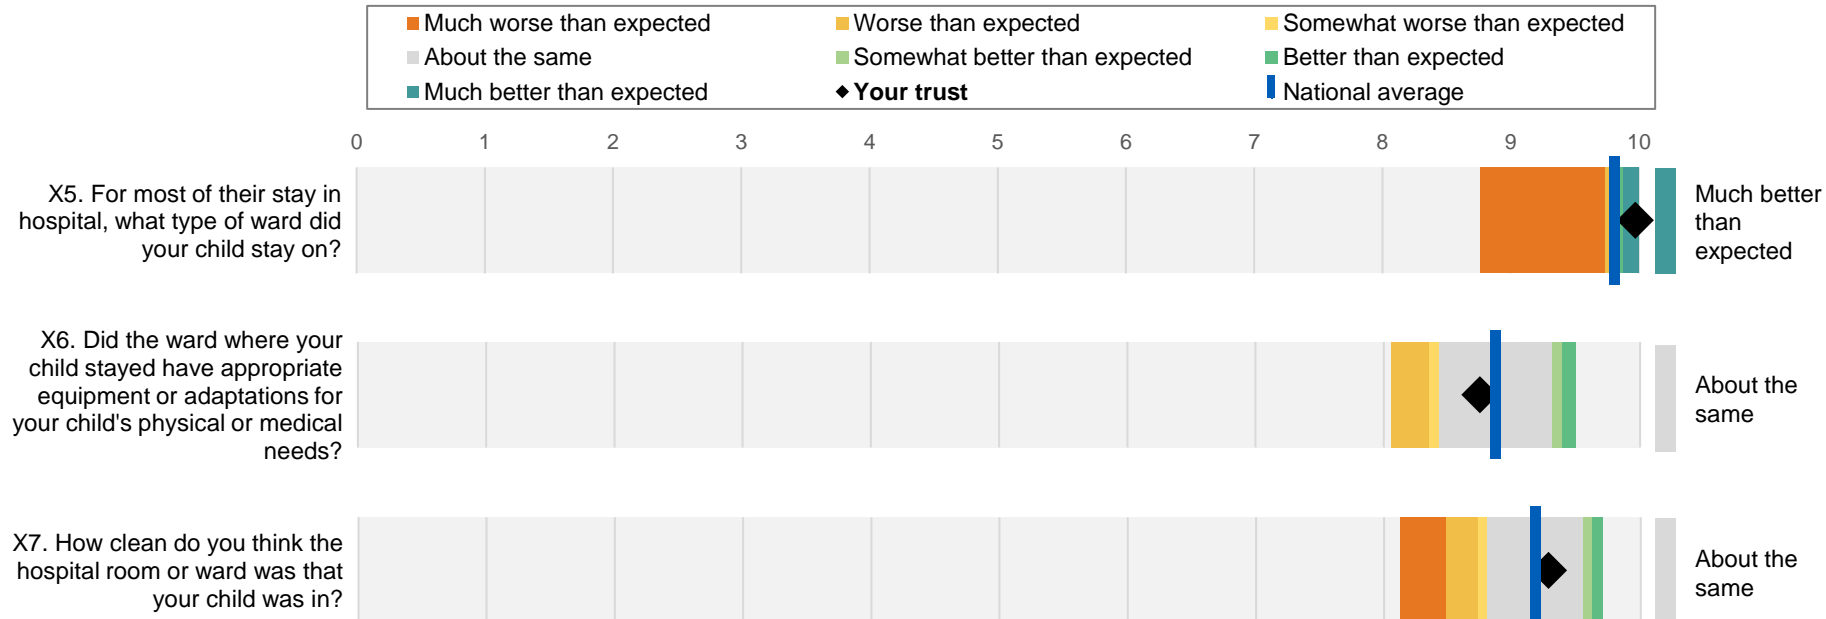 Much worse than expected Worse than expected Somewhat worse than expected
About the same Somewhat better than expected Better than expected
Much better than expected Your trust National average
0 1 2 3 4 5 6 7 8 9 10
X5. For most of their stay in
hospital, what type of ward did
your child stay on?
Much better
than
expected
X6. Did the ward where your
child stayed have appropriate
equipment or adaptations for
your child's physical or medical
needs?
About the
same
X7. How clean do you think the
hospital room or ward was that
your child was in?
About the
same